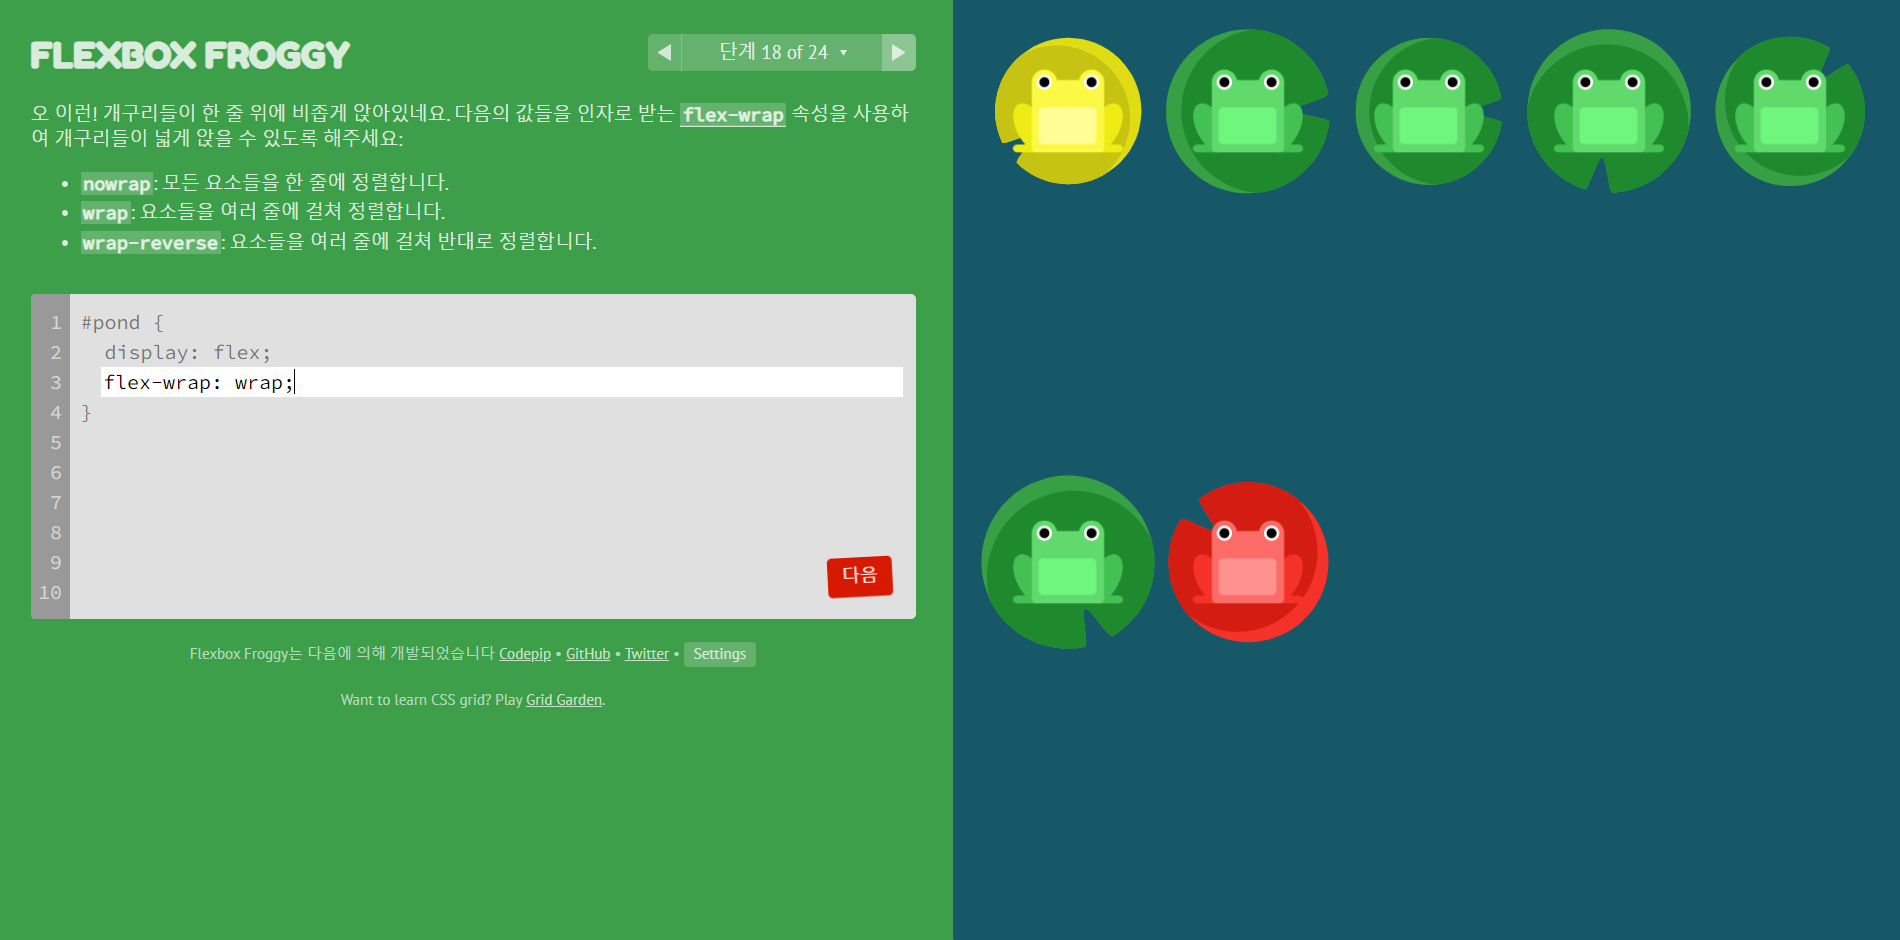 FLEXBOX FROGGY
◀ 단계 18 of 24 ▼ ▶
오 이런! 개구리들이 한 줄 위에 비좁게 앉아있네요. 다음의 값들을 인자로 받는 flex-wrap 속성을 사용하
여 개구리들이 넓게 앉을 수 있도록 해주세요:
• nowrap: 모든 요소들을 한 줄에 정렬합니다.
• wrap: 요소들을 여러 줄에 걸쳐 정렬합니다.
• wrap-reverse: 요소들을 여러 줄에 걸쳐 반대로 정렬합니다.
1 #pond {
2 display: flex;
3 flex-wrap: wrap;
4 }
5
6
7
8
9
10
다음
Flexbox Froggy는 다음에 의해 개발되었습니다 Codepip • GitHub • Twitter • Settings
Want to learn CSS grid? Play Grid Garden.